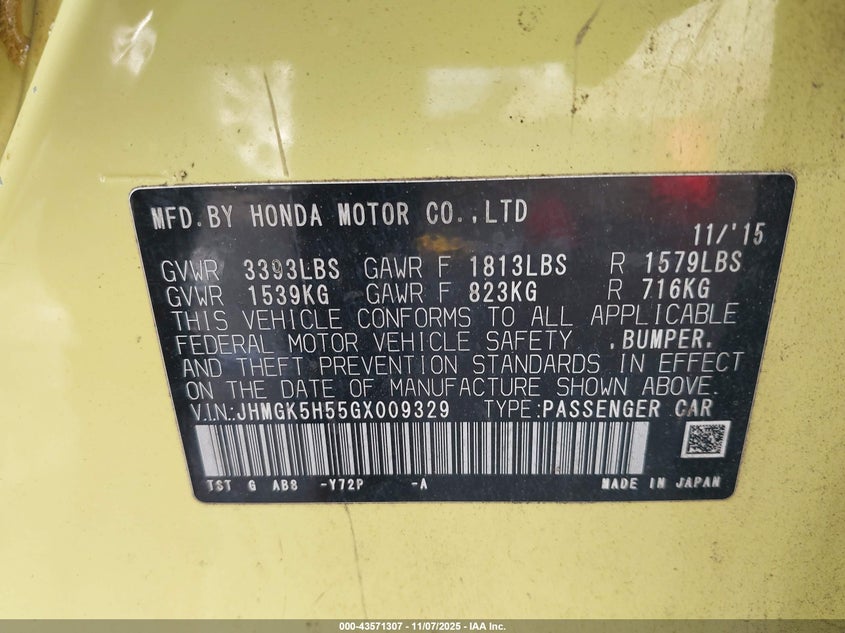 MFD.BY HONDA MOTOR CO.,LTD
11/'15
GVWR 3393LBS GAWR F 1813LBS R 1579LBS
GVWR 1539KG GAWR F 823KG R 716KG
THIS VEHICLE CONFORMS TO ALL APPLICABLE
FEDERAL MOTOR VEHICLE SAFETY ,BUMPER,
AND THEFT PREVENTION STANDARDS IN EFFECT
ON THE DATE OF MANUFACTURE SHOWN ABOVE.
V.I.N.:JHMGK5H55GX009329 TYPE:PASSENGER CAR
TST G AB8 -Y72P -A MADE IN JAPAN
000-43571307 - 11/07/2025 - IAA Inc.